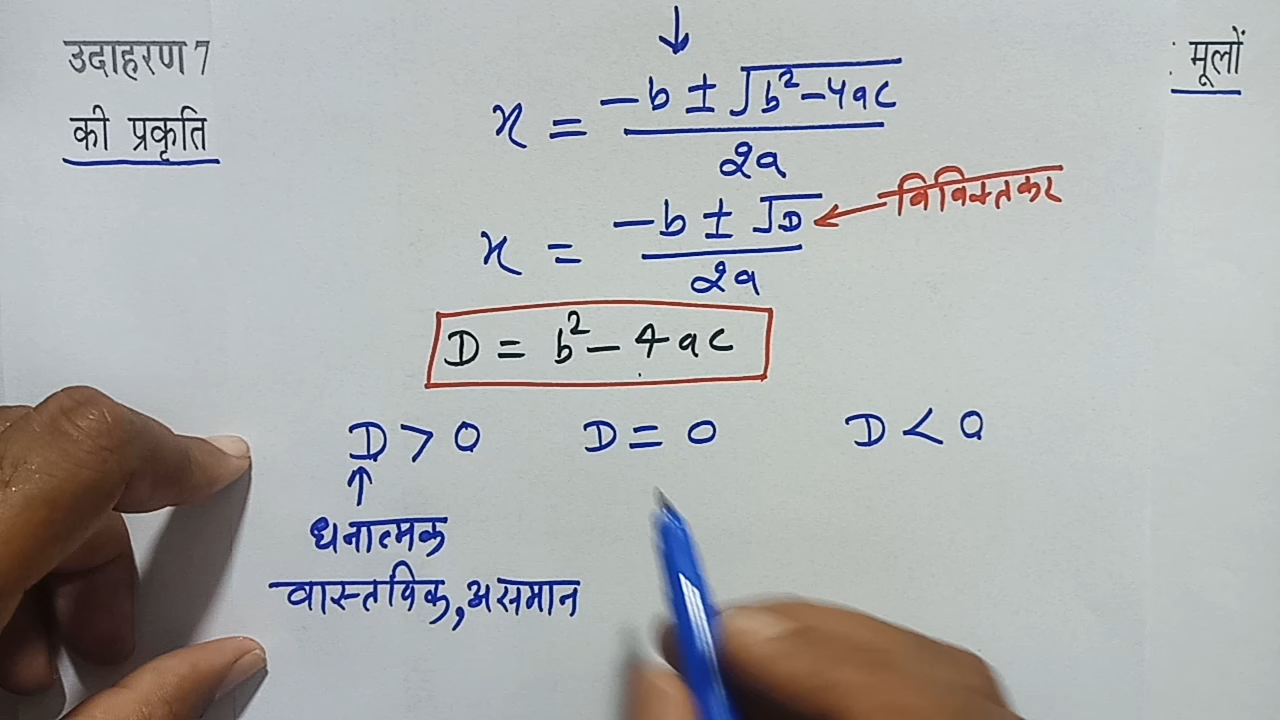 उदाहरण 7 : मूलों
की प्रकृति
x = -b ± √b² - 4ac / 2a
x = -b ± √D / 2a ← विविक्तकर
D = b² - 4ac
D > 0 D = 0 D < 0
↑
धनात्मक
वास्तविक, असमान